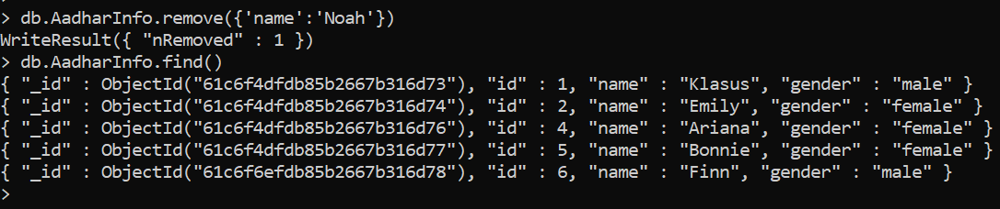 > db.AadharInfo.remove({'name':'Noah'})
WriteResult({ "nRemoved" : 1 })
> db.AadharInfo.find()
{ "_id" : ObjectId("61c6f4dfdb85b2667b316d73"), "id" : 1, "name" : "Klasus", "gender" : "male" }
{ "_id" : ObjectId("61c6f4dfdb85b2667b316d74"), "id" : 2, "name" : "Emily", "gender" : "female" }
{ "_id" : ObjectId("61c6f4dfdb85b2667b316d76"), "id" : 4, "name" : "Ariana", "gender" : "female" }
{ "_id" : ObjectId("61c6f4dfdb85b2667b316d77"), "id" : 5, "name" : "Bonnie", "gender" : "female" }
{ "_id" : ObjectId("61c6f6efdb85b2667b316d78"), "id" : 6, "name" : "Finn", "gender" : "male" }
>